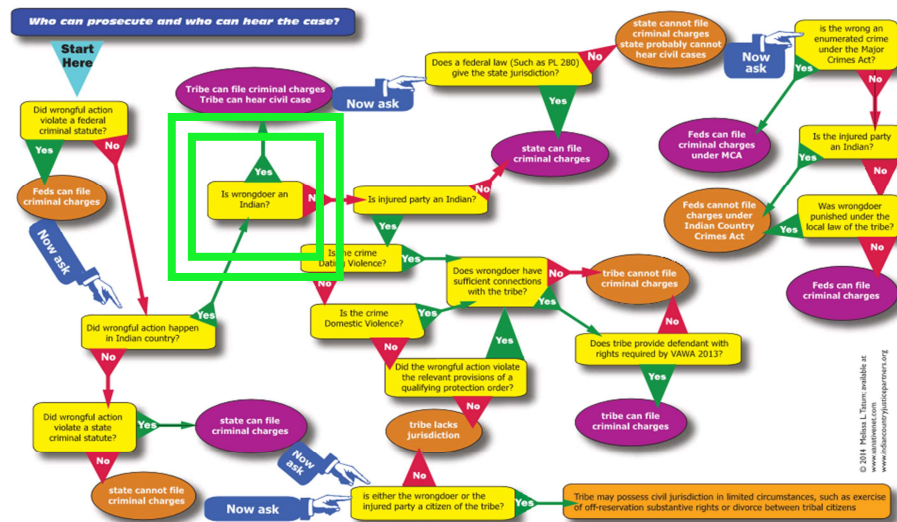 Who can prosecute and who can hear the case?
Start
Here
Did wrongful action
violate a federal
criminal statute?
Yes
No
Feds can file
criminal charges
Now ask
Did wrongful action happen
in Indian country?
Yes
No
Did wrongful action
violate a state
criminal statute?
Yes
No
state can file
criminal charges
state cannot file
criminal charges
Now
ask
Now ask
Tribe can file criminal charges
Tribe can hear civil case
Yes
Is wrongdoer an
Indian?
Now ask
Does a federal law (Such as PL 280)
give the state jurisdiction?
No
Yes
state cannot file
criminal charges
state probably cannot
hear civil cases
state can file
criminal charges
Is injured party an Indian?
No
Yes
Is the crime
Dating Violence?
Yes
No
Is the crime
Domestic Violence?
Yes
No
Does wrongdoer have
sufficient connections
with the tribe?
No
Yes
tribe cannot file
criminal charges
No
Does tribe provide defendant with
rights required by VAWA 2013?
Yes
tribe can file
criminal charges
Yes
Did the wrongful action violate
the relevant provisions of a
qualifying protection order?
No
tribe lacks
jurisdiction
No
is either the wrongdoer or the
injured party a citizen of the tribe?
Yes
Tribe may possess civil jurisdiction in limited circumstances, such as exercise
of off-reservation substantive rights or divorce between tribal citizens
Now
ask
is the wrong an
enumerated crime
under the Major
Crimes Act?
Yes
No
Feds can file
criminal charges
under MCA
Is the injured party
an Indian?
Yes
No
Feds cannot file
charges under
Indian Country
Crimes Act
Was wrongdoer
punished under the
local law of the tribe?
Yes
No
Feds can file
criminal charges
© 2014 Melissa L. Tatum; available at
www.vanativenet.com
www.indiancountryjusticepartners.org